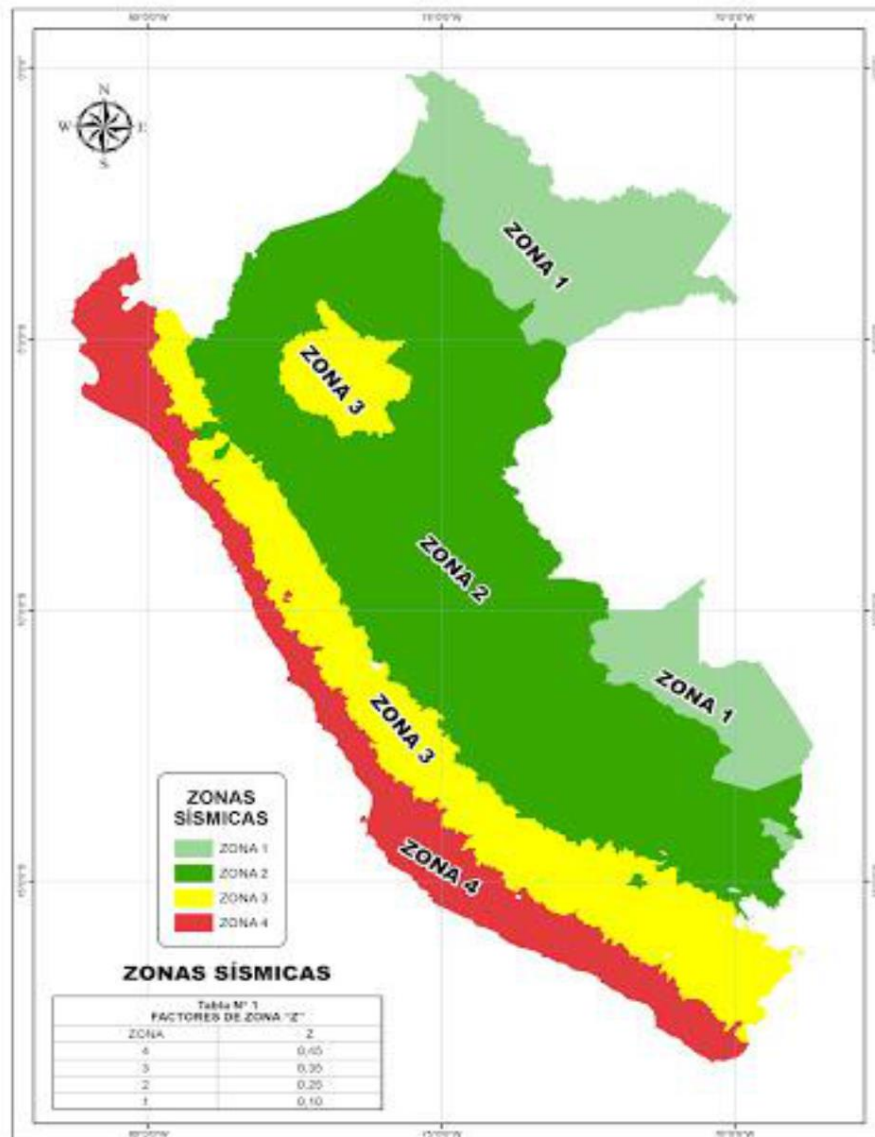 N
W E
S
ZONA 1
ZONA 3
ZONA 2
ZONA 1
ZONA 3
ZONA 4
ZONAS
SÍSMICAS
ZONA 1
ZONA 2
ZONA 3
ZONA 4
ZONAS SÍSMICAS
Tabla N° 1
FACTORES DE ZONA "Z"
ZONA Z
4 0,45
3 0,35
2 0,25
1 0,10